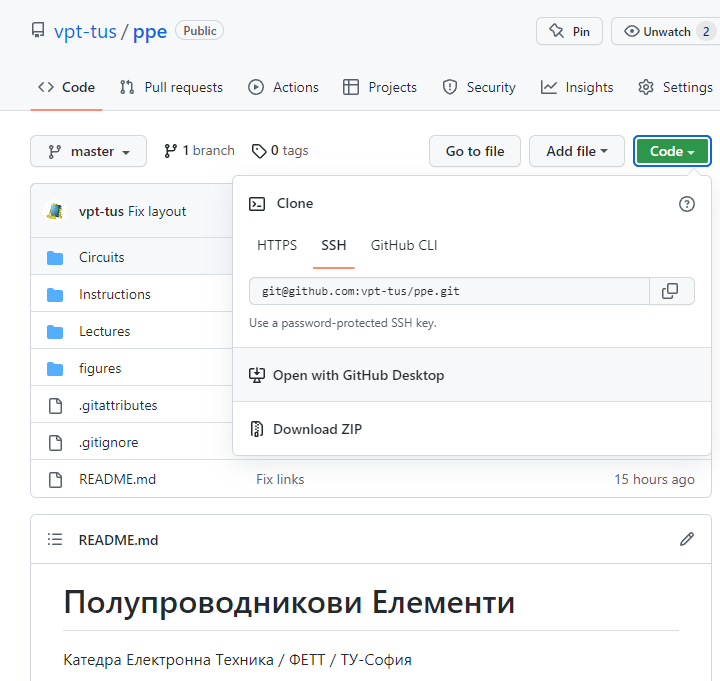 vpt-tus / ppe Public Pin Unwatch 2
Code Pull requests Actions Projects Security Insights Settings
master 1 branch 0 tags Go to file Add file Code
vpt-tus Fix layout
Clone
HTTPS SSH GitHub CLI
git@github.com:vpt-tus/ppe.git
Use a password-protected SSH key.
Open with GitHub Desktop
Download ZIP
Circuits
Instructions
Lectures
figures
.gitattributes
.gitignore
README.md Fix links 15 hours ago
README.md
Полупроводникови Елементи
Катедра Електронна Техника / ФЕТТ / ТУ-София